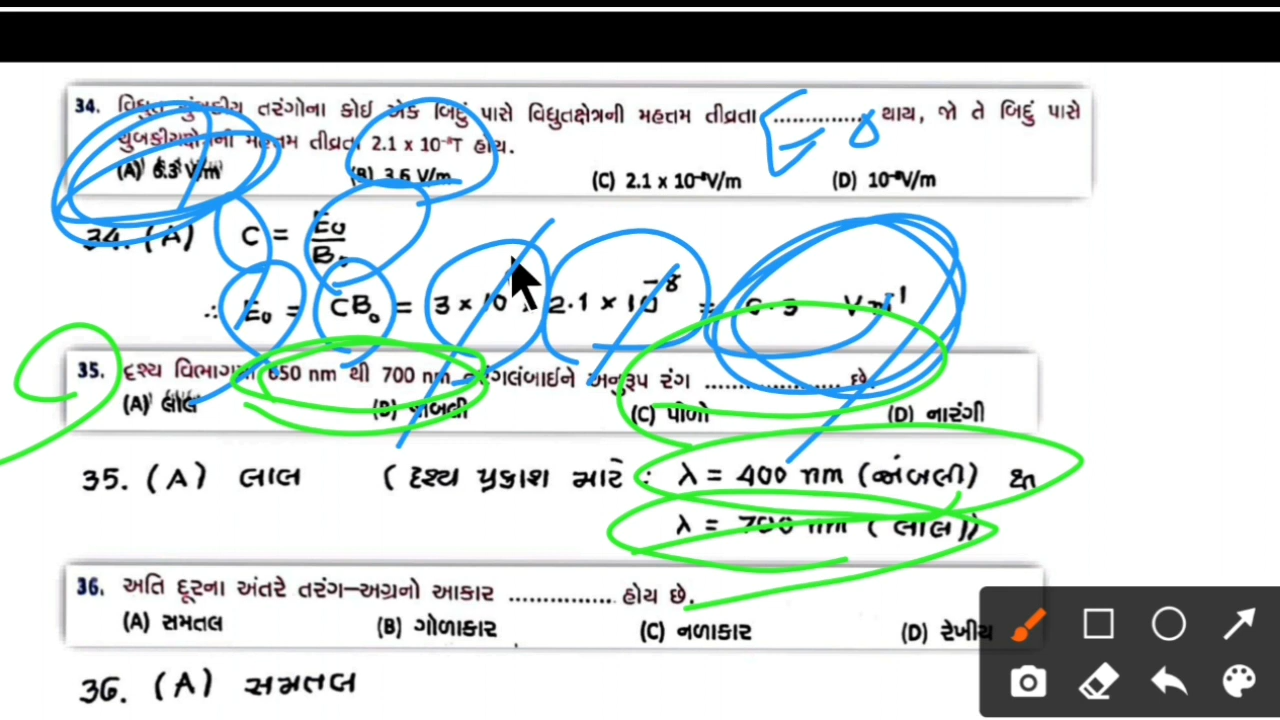 34. વિદ્યુત ચુંબકીય તરંગોના કોઈ એક બિંદુ પાસે વિદ્યુતક્ષેત્રની મહત્તમ તીવ્રતા ............... થાય, જો તે બિંદુ પાસે
ચુંબકીયક્ષેત્રની મહત્તમ તીવ્રતા 2.1 x 10⁻⁸T હોય.
E0
(A) 6.3 V/m (B) 3.6 V/m (C) 2.1 x 10⁻⁸V/m (D) 10⁻⁸V/m
34. (A) C = E₀/B₀
∴ E₀ = CB₀ = 3 × 10 2.1 × 10⁻⁸ = 6.3 Vm⁻¹
35. દૃશ્ય વિભાગમાં 650 nm થી 700 nm તરંગલંબાઈને અનુરૂપ રંગ .................... છે.
(A) લાલ (B) જાંબલી (C) પીળો (D) નારંગી
35. (A) લાલ (દૃશ્ય પ્રકાશ માટે : λ = 400 nm (જાંબલી)
λ = 700 nm (લાલ))
36. અતિ દૂરના અંતરે તરંગ–અગ્રનો આકાર ............... હોય છે.
(A) સમતલ (B) ગોળાકાર (C) નળાકાર (D) રેખીય
36. (A) સમતલ